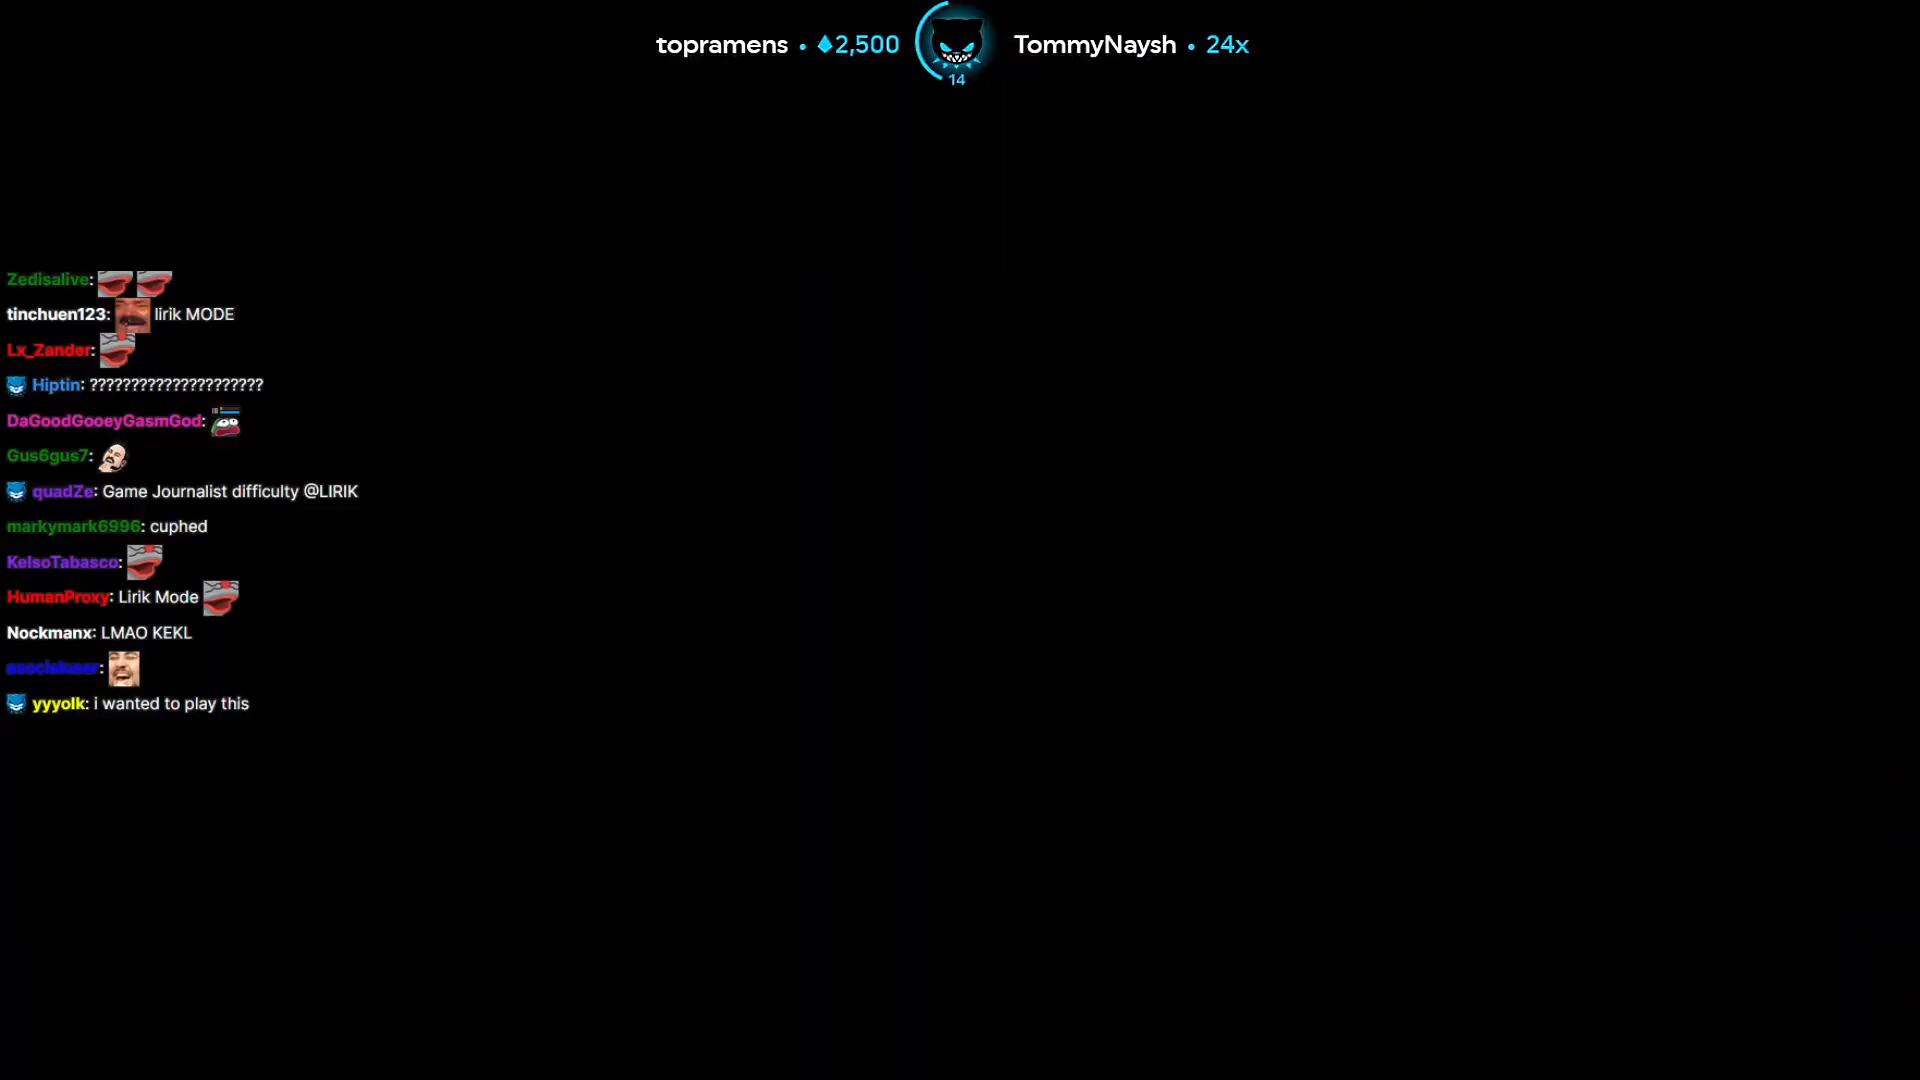 topramens • 2,500 14 TommyNaysh • 24x
Zedisalive:
tinchuen123: lirik MODE
Lx_Zander:
Hiptin: ?????????????????????
DaGoodGooeyGasmGod:
Gus6gus7:
quadZe: Game Journalist difficulty @LIRIK
markymark6996: cuphed
KelsoTabasco:
HumanProxy: Lirik Mode
Nockmanx: LMAO KEKL
asocialuser:
yyyolk: i wanted to play this